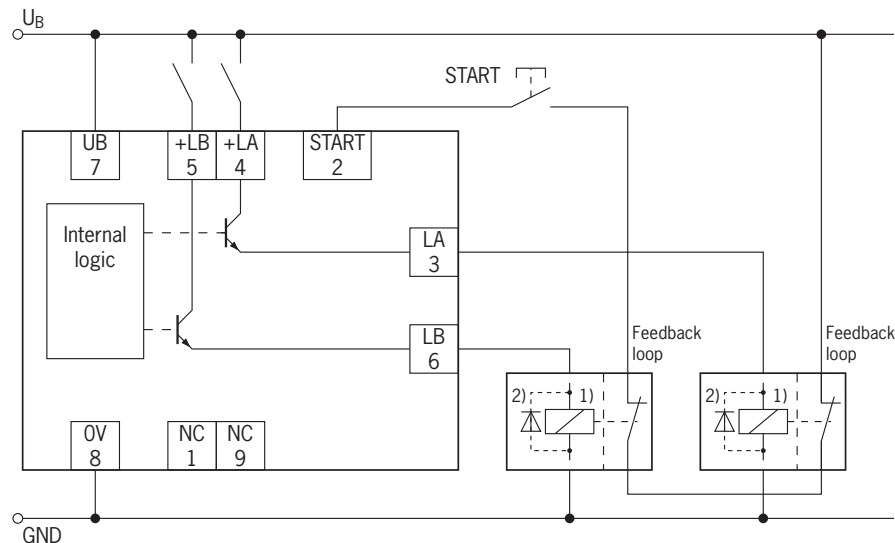 UB
START
UB
7
+LB
5
+LA
4
START
2
Internal
logic
LA
3
LB
6
Feedback
loop
Feedback
loop
2)
1)
2)
1)
0V
8
NC
1
NC
9
GND